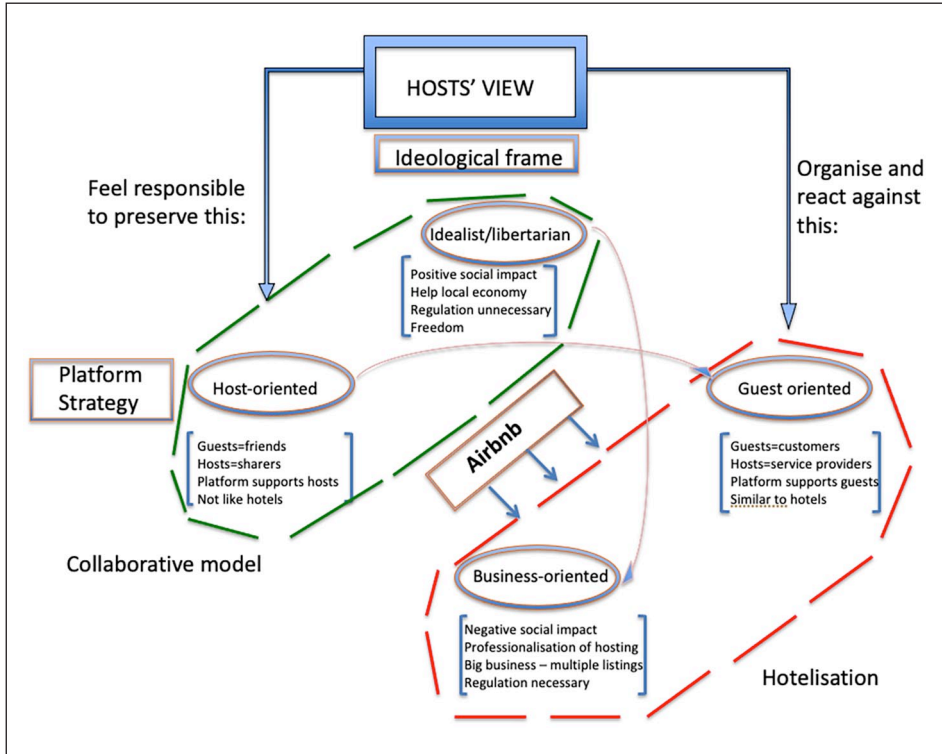 HOSTS' VIEW
Ideological frame
Feel responsible
to preserve this:
Organise and
react against
this:
Idealist/libertarian
Positive social impact
Help local economy
Regulation unnecessary
Freedom
Platform
Strategy
Host-oriented
Guest oriented
Guests=friends
Hosts=sharers
Platform supports hosts
Not like hotels
Airbnb
Guests=customers
Hosts=service providers
Platform supports guests
Similar to hotels
Collaborative model
Business-oriented
Negative social impact
Professionalisation of hosting
Big business – multiple listings
Regulation necessary
Hotelisation